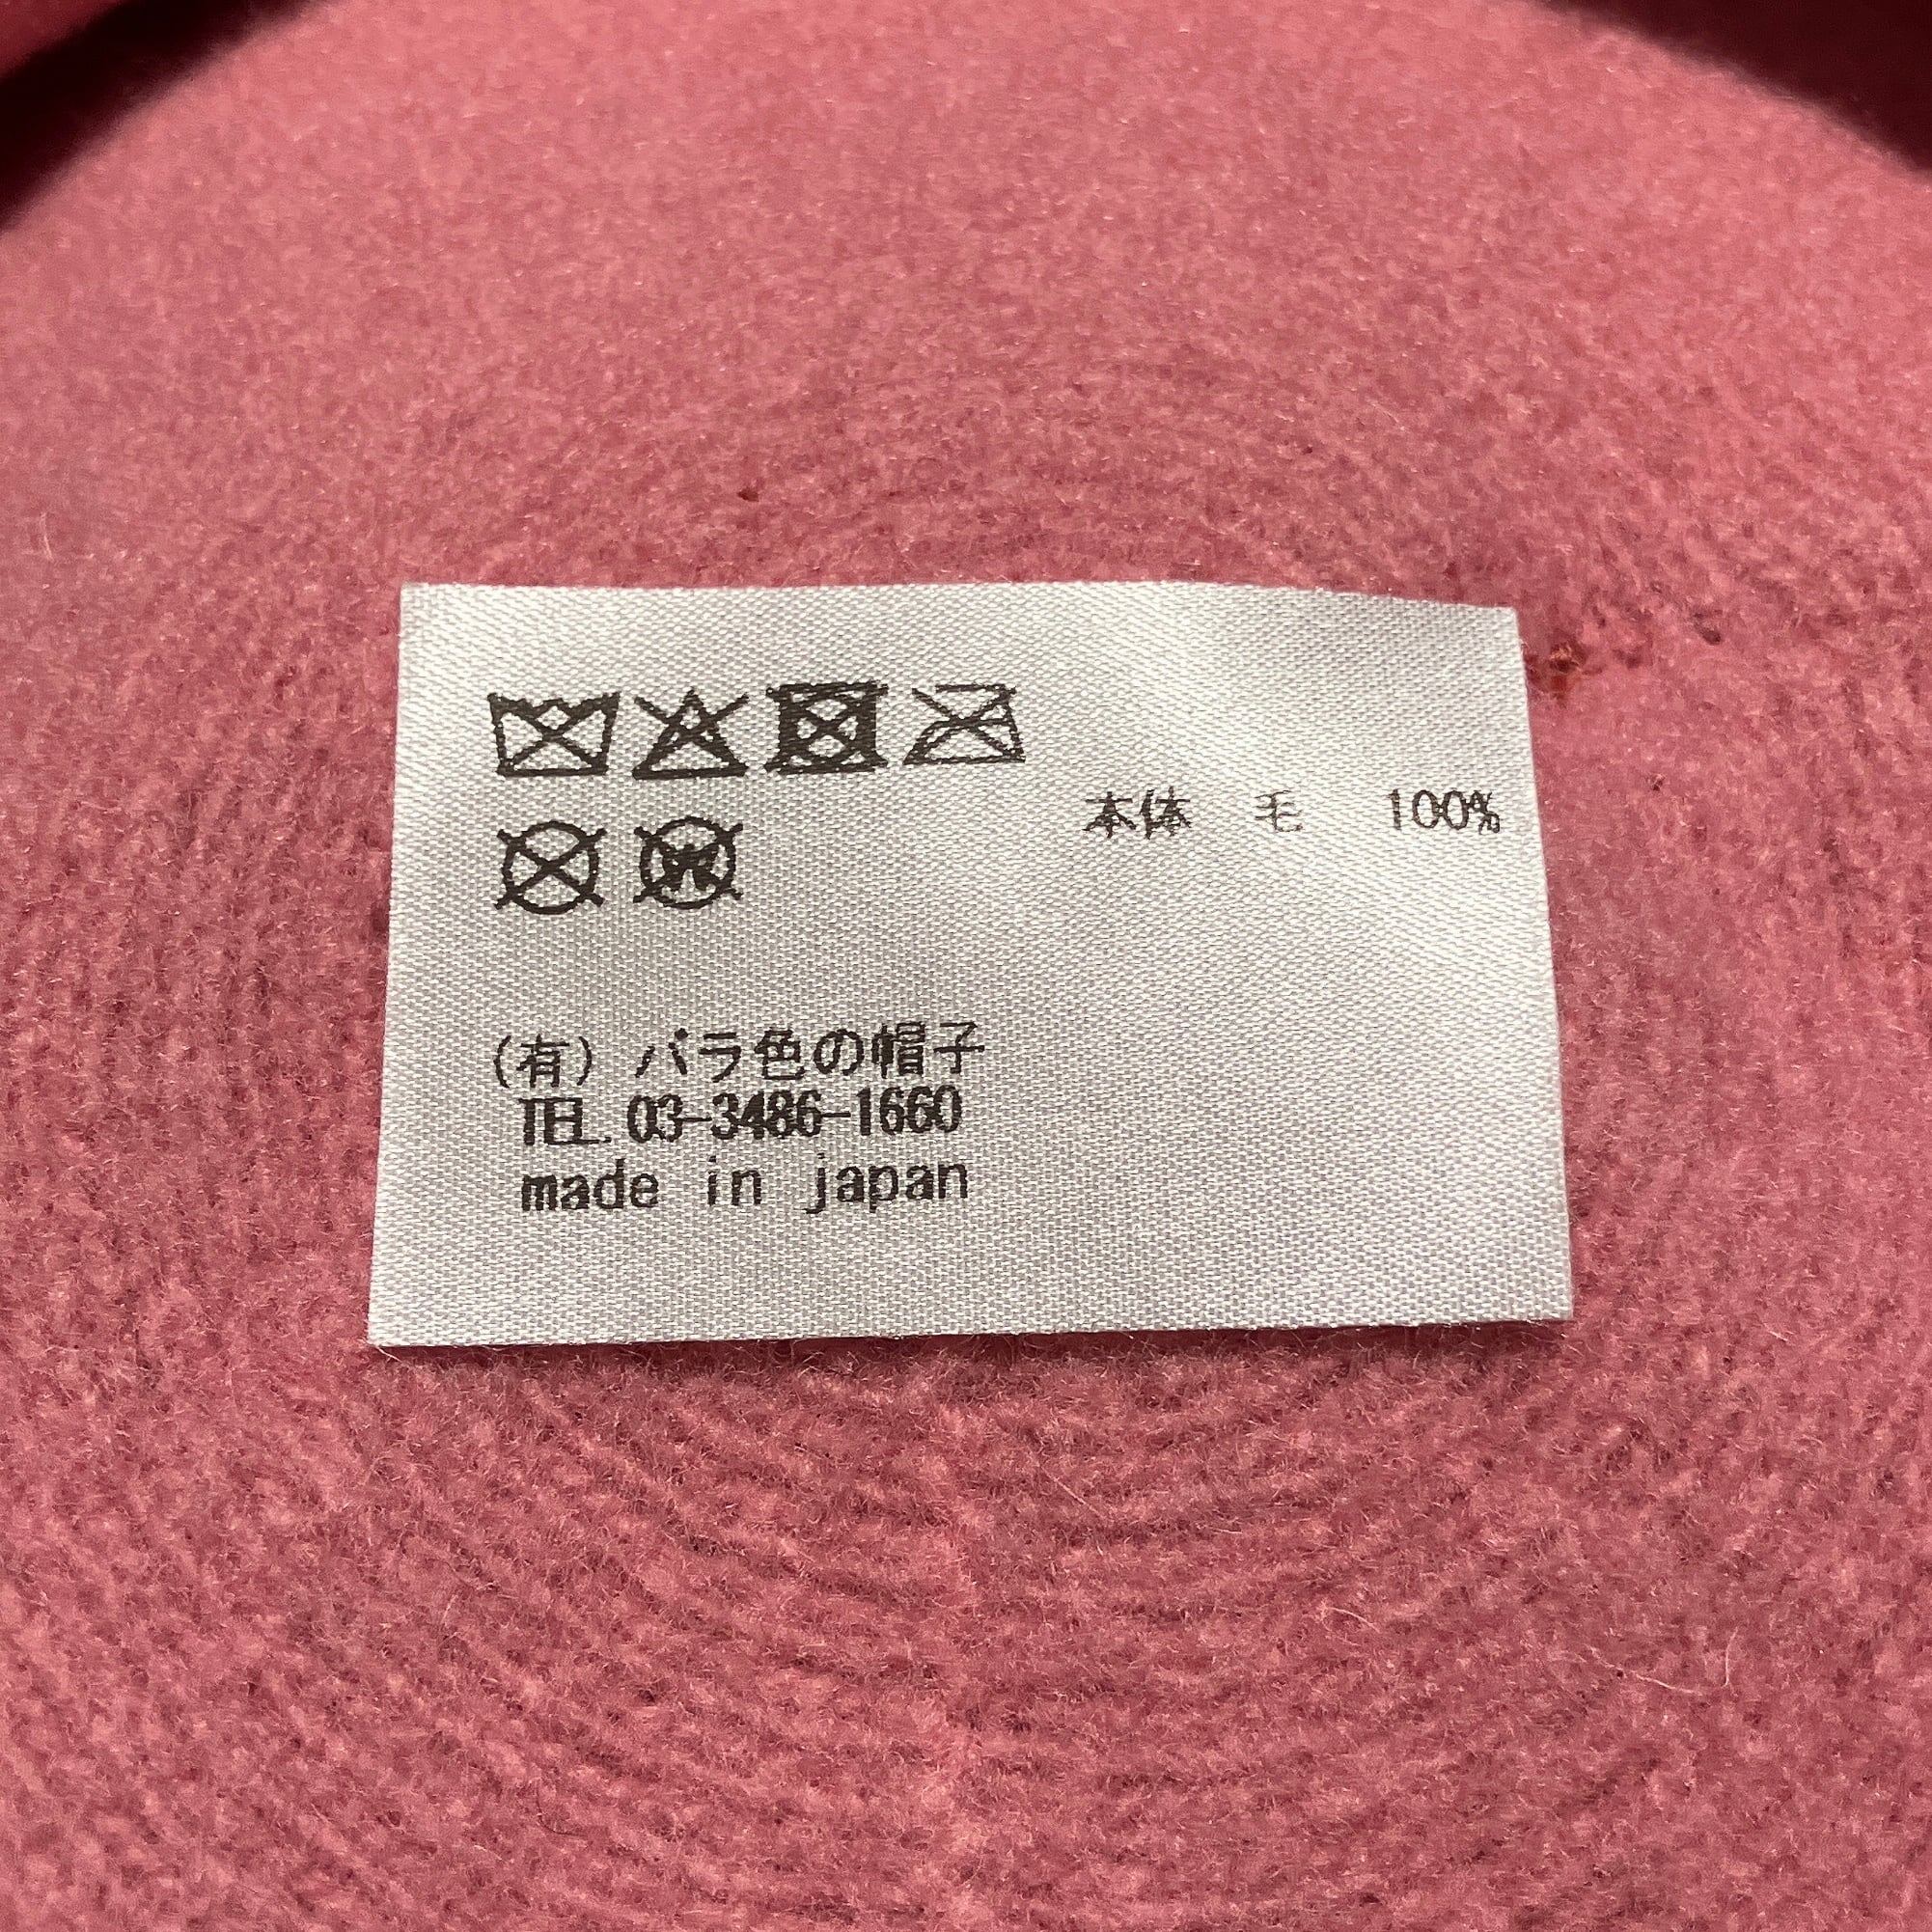 本体 毛 100%
(有) バラ色の帽子
TEL. 03-3486-1660
made in japan